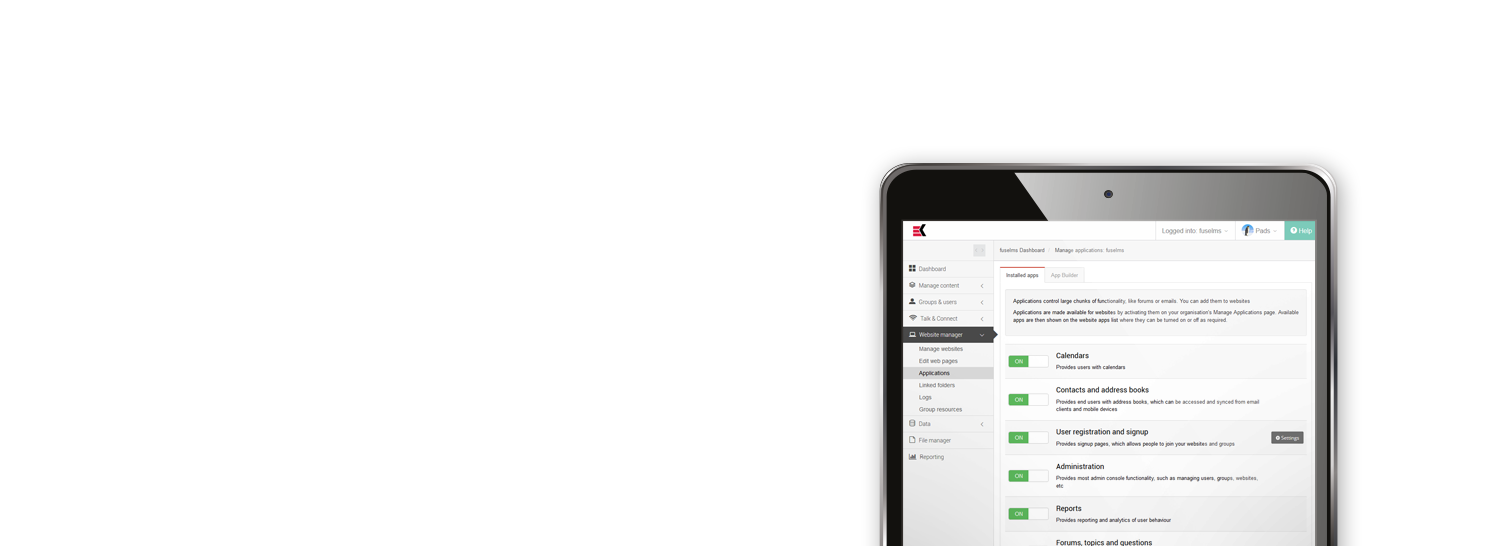 Logged into: fuselms
Pads
Help
fuselms Dashboard
Manage applications: fuselms
Dashboard
Manage content
Groups & users
Talk & Connect
Website manager
Manage websites
Edit web pages
Applications
Linked folders
Logs
Group resources
Data
File manager
Reporting
Installed apps
App Builder
Applications control large chunks of functionality, like forums or emails. You can add them to websites
Applications are made available for websites by activating them on your organisation's Manage Applications page. Available
apps are then shown on the website apps list where they can be turned on or off as required.
ON
Calendars
Provides users with calendars
ON
Contacts and address books
Provides end users with address books, which can be accessed and synced from email
clients and mobile devices
ON
User registration and signup
Provides signup pages, which allows people to join your websites and groups
Settings
ON
Administration
Provides most admin console functionality, such as managing users, groups, websites,
etc
ON
Reports
Provides reporting and analytics of user behaviour
Forums, topics and questions